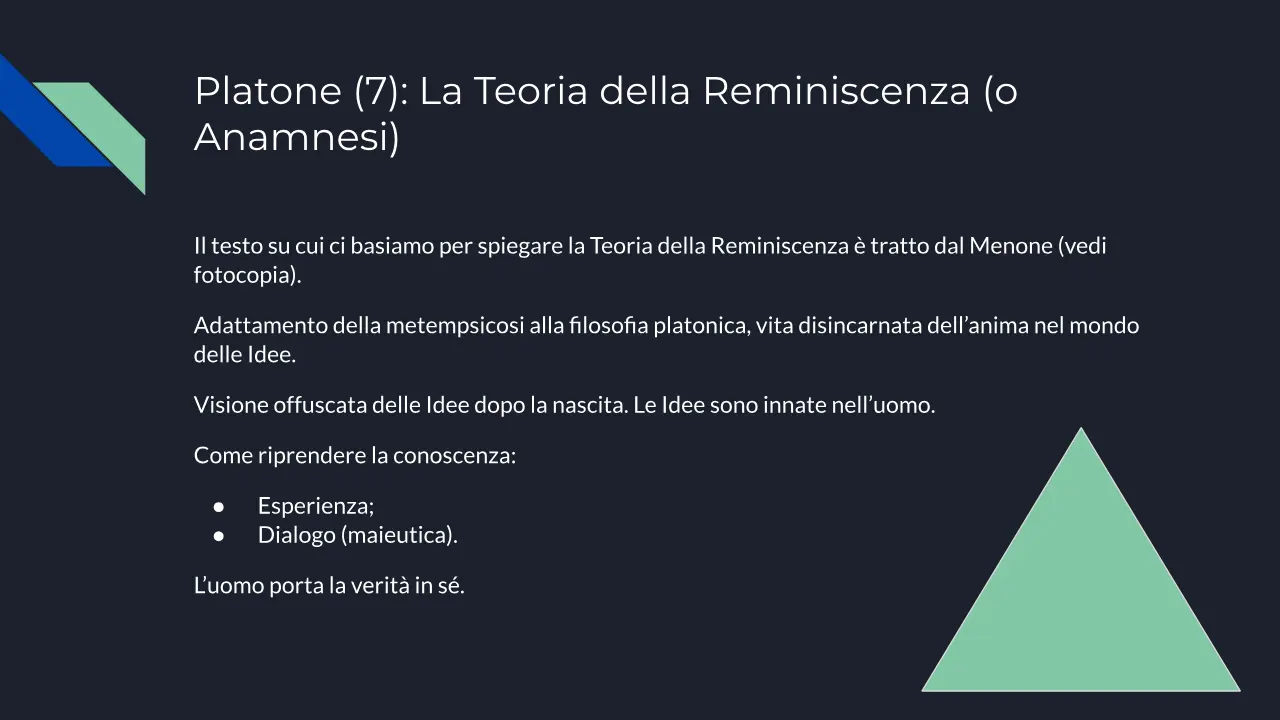 Platone (7): La Teoria della Reminiscenza (o
Anamnesi)
Il testo su cui ci basiamo per spiegare la Teoria della Reminiscenza è tratto dal Menone (vedi
fotocopia).
Adattamento della metempsicosi alla filosofia platonica, vita disincarnata dell’anima nel mondo
delle Idee.
Visione offuscata delle Idee dopo la nascita. Le Idee sono innate nell’uomo.
Come riprendere la conoscenza:
● Esperienza;
● Dialogo (maieutica).
L’uomo porta la verità in sé.